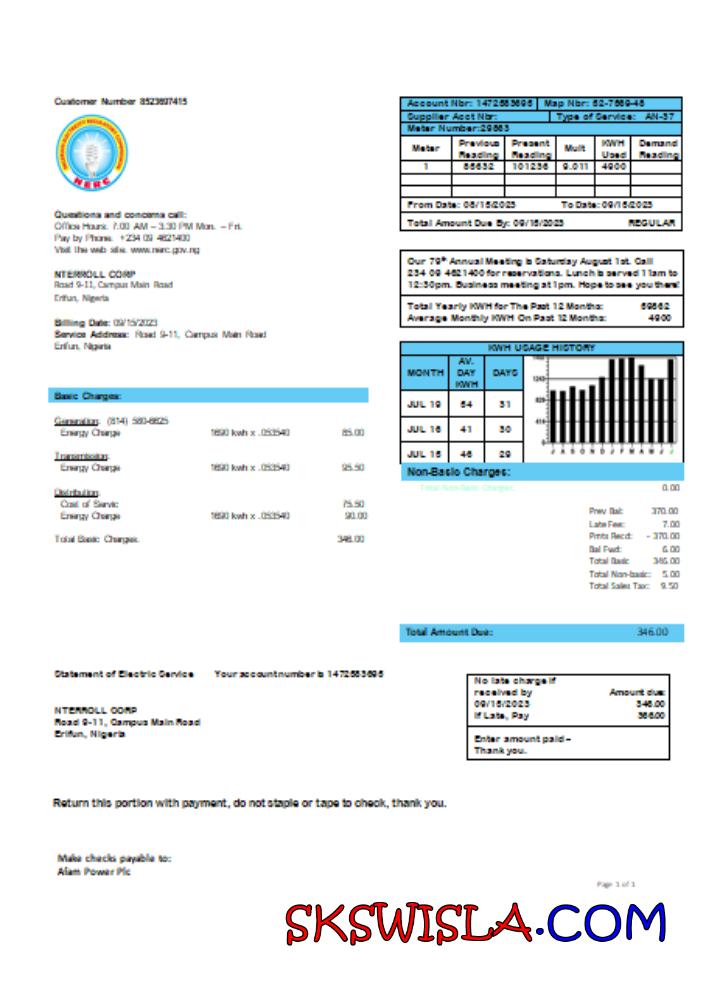 Customer Number 8523697415
NERC
Questions and concerns call:
Office Hours. 7:00 AM – 3:30 PM Mon. – Fri.
Pay by Phone. +234 09 4621400
Visit the web site. www.nerc.gov.ng
NTERROLL CORP
Road 9-11, Campus Main Road
Erifun, Nigeria
Billing Date: 09/15/2023
Service Address: Road 9-11, Campus Main Road
Erifun, Nigeria
Account Nbr: 1472583695 Map Nbr: 52-7889-45
Supplier Acct Nbr: Type of Service: AN-37
Meter Number:
Meter Previous Reading Present Reading Mult KWH Used Demand Reading
1 101236 9.011 4900
From Date: 08/15/2023 To Date: 09/15/2023
Total Amount Due By: 09/15/2023 REGULAR
Our 79th Annual Meeting is Saturday August 1st. Call
234 09 4621400 for reservations. Lunch is served 11am to
12:30pm. Business meeting at 1pm. Hope to see you there!
Total Yearly KWH for The Past 12 Months:
Average Monthly KWH On Past 12 Months: 4900
KWH USAGE HISTORY
MONTH AV. DAY KWH DAYS
JUL 19 54 31
JUL 16 41 30
JUL 15 46 29
1240
414
0
J A S O N D J F M A M J J
Basic Charges:
Generation: (814) 580-6625
Energy Charge 1690 kwh x .053540 85.00
Transmission:
Energy Charge 1690 kwh x .053540 95.50
Distribution:
Cost of Servic 75.50
Energy Charge 1690 kwh x .053540 90.00
Total Basic Charges. 346.00
Non-Basic Charges:
Total Non-Basic Charges: 0.00
Prev Bal: 370.00
Late Fee: 7.00
Pmts Recd: - 370.00
Bal Fwd: 6.00
Total Basic 346.00
Total Non-basic: 5.00
Total Sales Tax: 9.50
Total Amount Due: 346.00
Statement of Electric Service Your account number is 1472583695
NTERROLL CORP
Road 9-11, Campus Main Road
Erifun, Nigeria
No late charge if
received by Amount due:
09/15/2023 346.00
If Late, Pay 366.00
Enter amount paid –
Thank you.
Return this portion with payment, do not staple or tape to check, thank you.
Make checks payable to:
Alam Power Plc
Page 1 of 1
SKSWISLA.COM